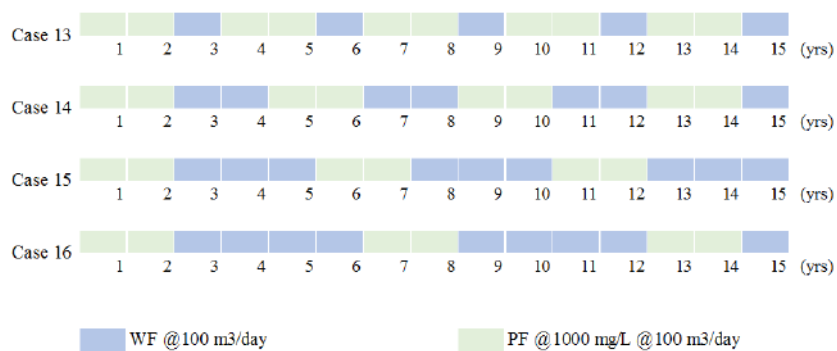 Case 13
1 2 3 4 5 6 7 8 9 10 11 12 13 14 15 (yrs)
Case 14
1 2 3 4 5 6 7 8 9 10 11 12 13 14 15 (yrs)
Case 15
1 2 3 4 5 6 7 8 9 10 11 12 13 14 15 (yrs)
Case 16
1 2 3 4 5 6 7 8 9 10 11 12 13 14 15 (yrs)
WF @100 m3/day PF @1000 mg/L @100 m3/day